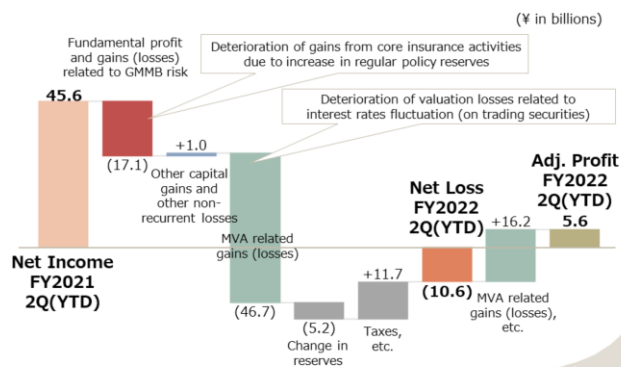 (¥ in billions)
Fundamental profit
and gains (losses)
related to GMMB risk
Deterioration of gains from core insurance activities
due to increase in regular policy reserves
45.6
Deterioration of valuation losses related to
interest rates fluctuation (on trading securities)
+1.0
(17.1)
Other capital
gains and
other non-
recurrent losses
MVA related
gains (losses)
Net Loss
FY2022
2Q(YTD)
Adj. Profit
FY2022
2Q(YTD)
+16.2
5.6
Net Income
FY2021
2Q(YTD)
+11.7
(46.7)
(5.2)
Change in
reserves
Taxes,
etc.
(10.6)
MVA related
gains (losses),
etc.